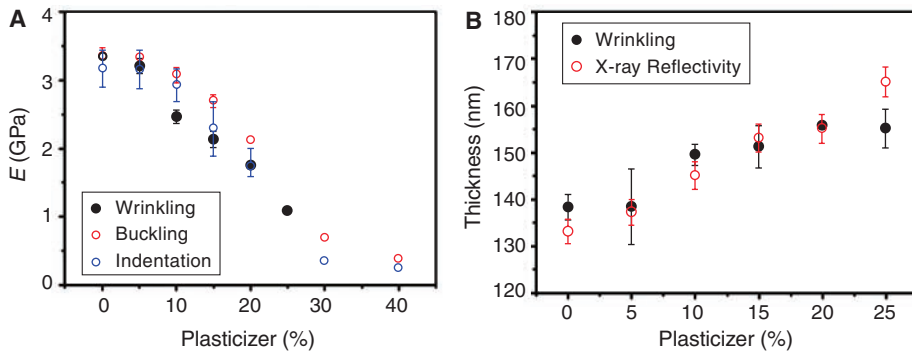 A
E (GPa)
4
3
2
1
0
Wrinkling
Buckling
Indentation
0 10 20 30 40
Plasticizer (%)
B
Thickness (nm)
170
160
150
140
130
120
Wrinkling
X-ray Reflectivity
0 5 10 15 20 25
Plasticizer (%)